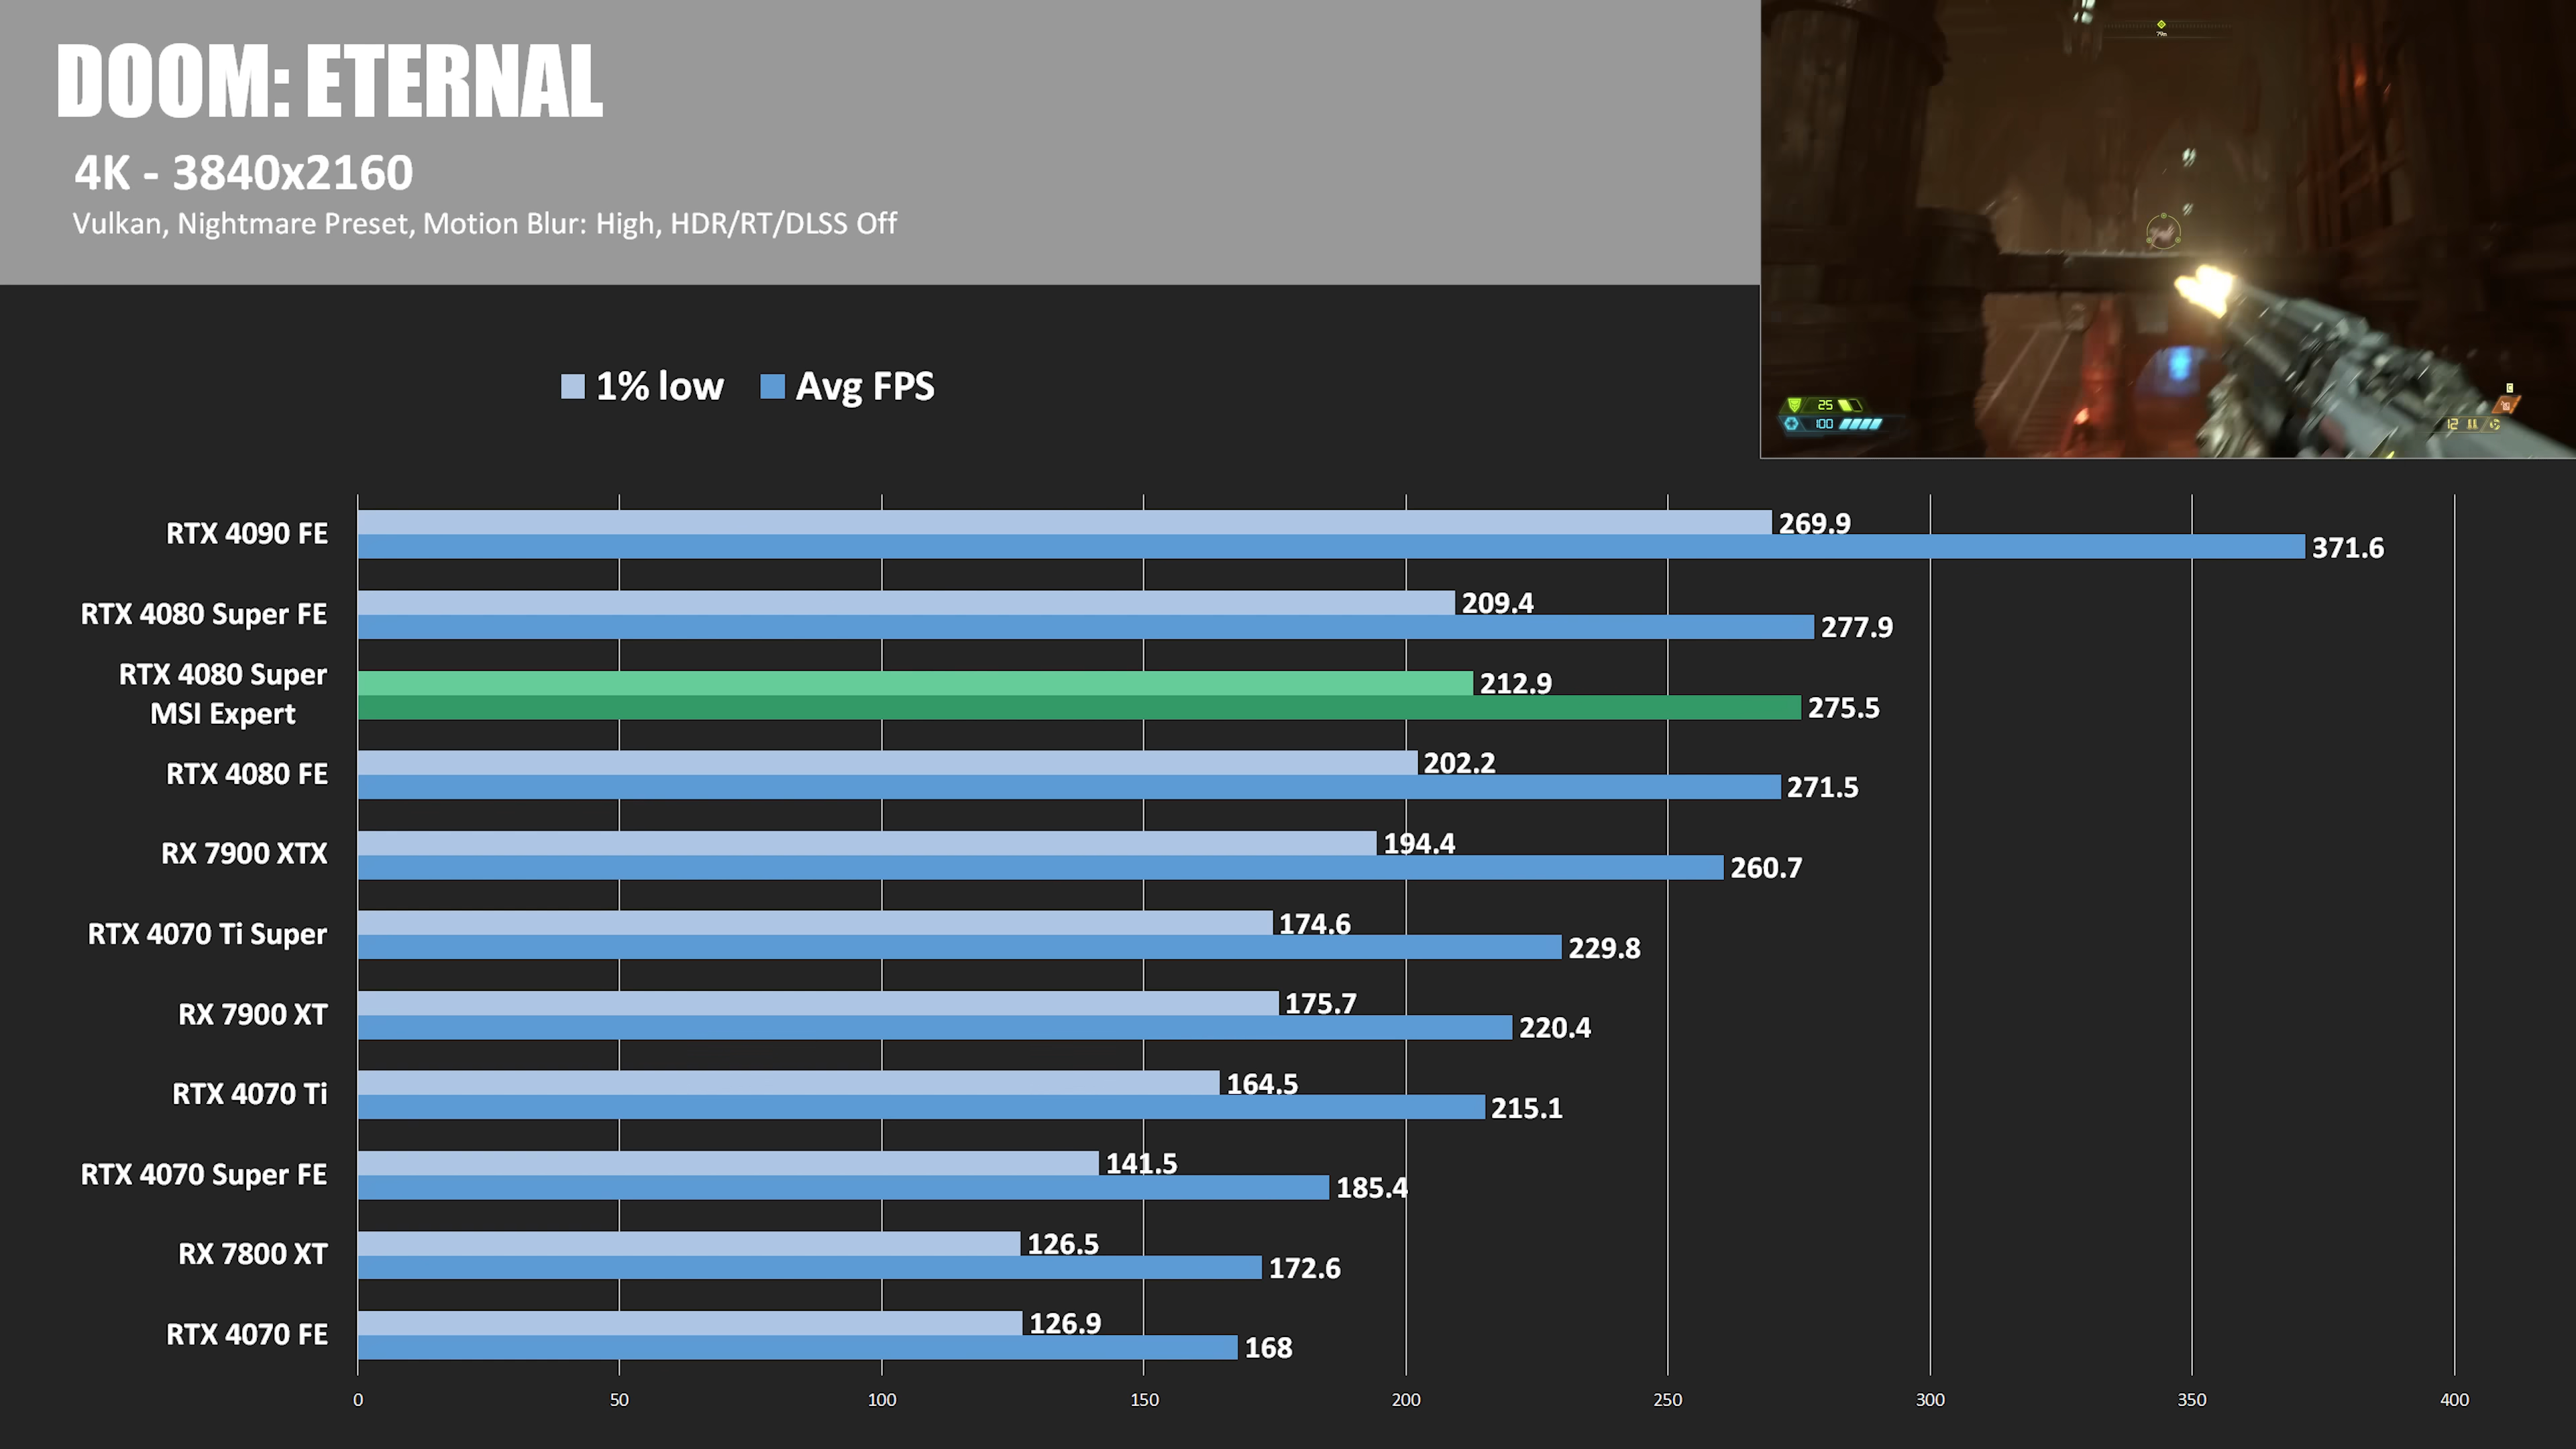 DOOM: ETERNAL
4K - 3840x2160
Vulkan, Nightmare Preset, Motion Blur: High, HDR/RT/DLSS Off
25
100
12
1% low
Avg FPS
RTX 4090 FE
269.9
371.6
RTX 4080 Super FE
209.4
277.9
RTX 4080 Super
MSI Expert
212.9
275.5
RTX 4080 FE
202.2
271.5
RX 7900 XTX
194.4
260.7
RTX 4070 Ti Super
174.6
229.8
RX 7900 XT
175.7
220.4
RTX 4070 Ti
164.5
215.1
RTX 4070 Super FE
141.5
185.4
RX 7800 XT
126.5
172.6
RTX 4070 FE
126.9
168
0 50 100 150 200 250 300 350 400